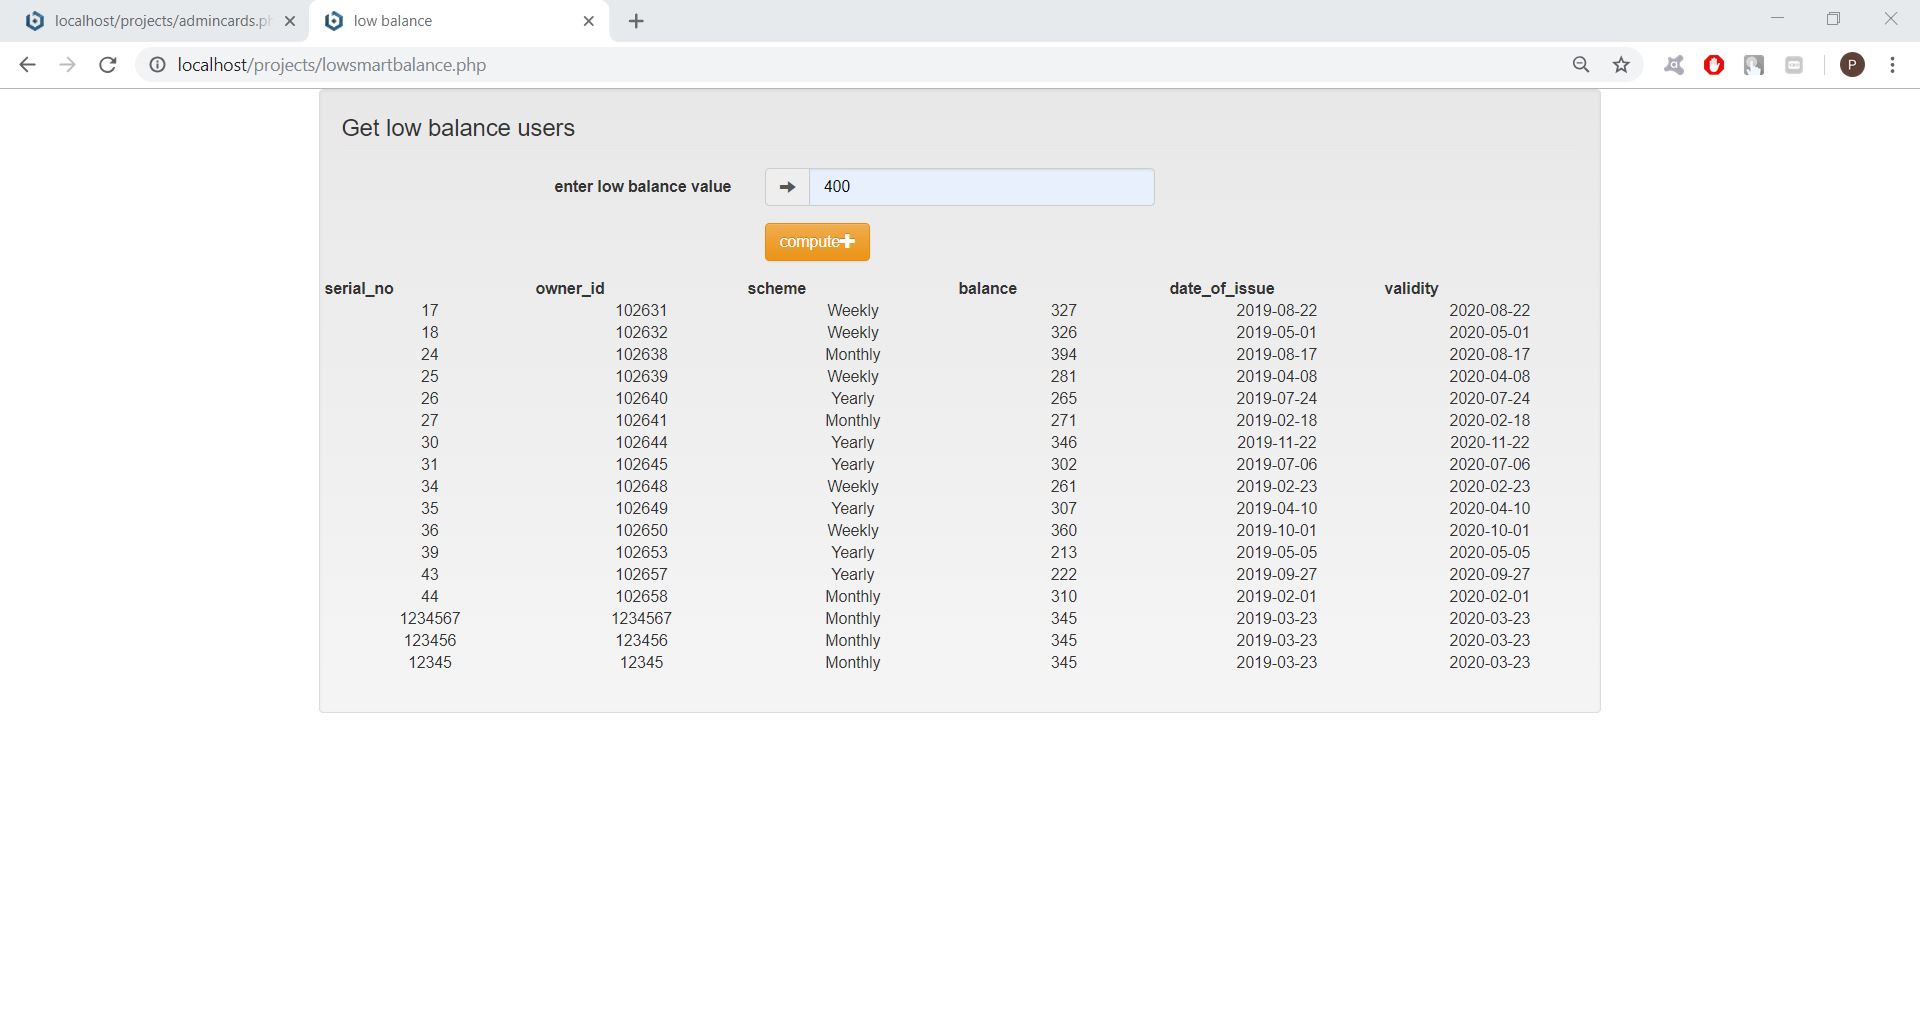 localhost/projects/admincards.p
low balance
localhost/projects/lowsmartbalance.php
P
Get low balance users
enter low balance value 400
compute
serial_no owner_id scheme balance date_of_issue validity
17 102631 Weekly 327 2019-08-22 2020-08-22
18 102632 Weekly 326 2019-05-01 2020-05-01
24 102638 Monthly 394 2019-08-17 2020-08-17
25 102639 Weekly 281 2019-04-08 2020-04-08
26 102640 Yearly 265 2019-07-24 2020-07-24
27 102641 Monthly 271 2019-02-18 2020-02-18
30 102644 Yearly 346 2019-11-22 2020-11-22
31 102645 Yearly 302 2019-07-06 2020-07-06
34 102648 Weekly 261 2019-02-23 2020-02-23
35 102649 Yearly 307 2019-04-10 2020-04-10
36 102650 Weekly 360 2019-10-01 2020-10-01
39 102653 Yearly 213 2019-05-05 2020-05-05
43 102657 Yearly 222 2019-09-27 2020-09-27
44 102658 Monthly 310 2019-02-01 2020-02-01
1234567 1234567 Monthly 345 2019-03-23 2020-03-23
123456 123456 Monthly 345 2019-03-23 2020-03-23
12345 12345 Monthly 345 2019-03-23 2020-03-23